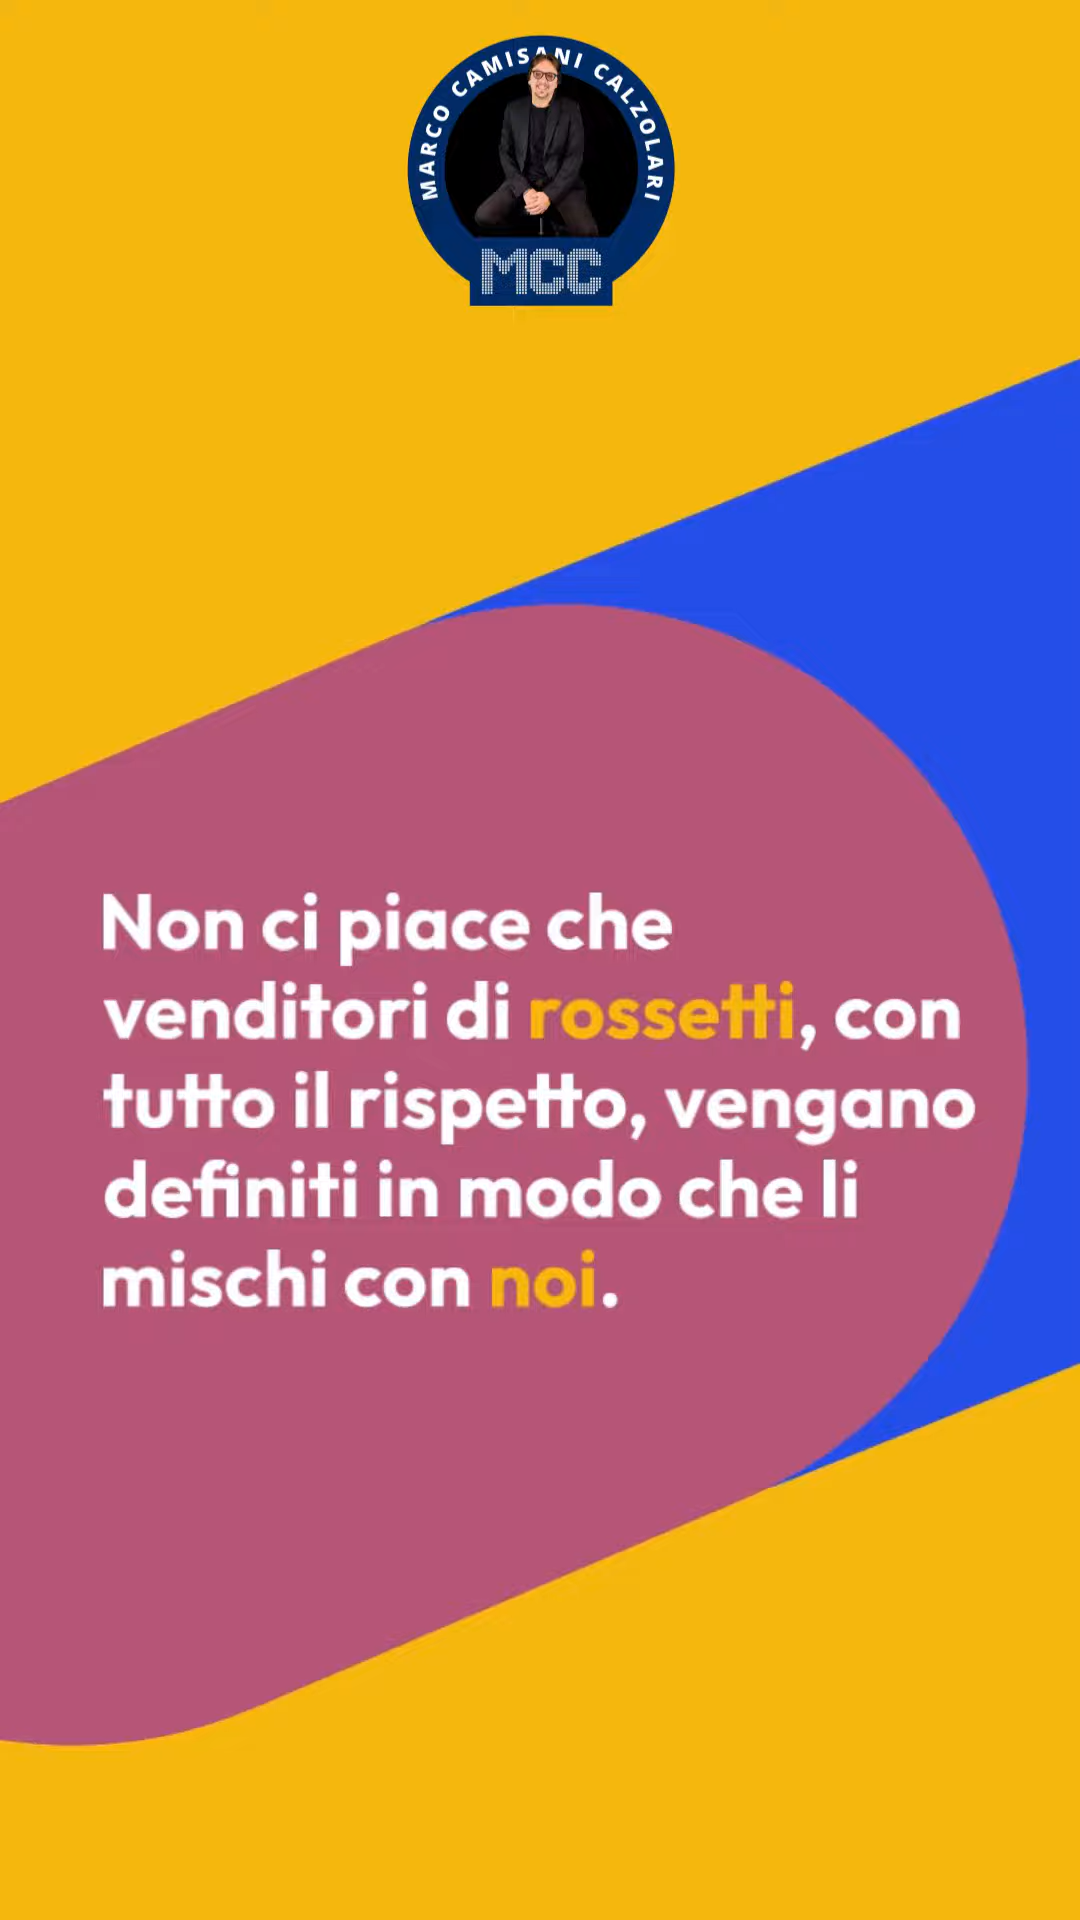 MARCO CAMISANI CALZOLARI
MCC
Non ci piace che
venditori di rossetti, con
tutto il rispetto, vengano
definiti in modo che li
mischi con noi.